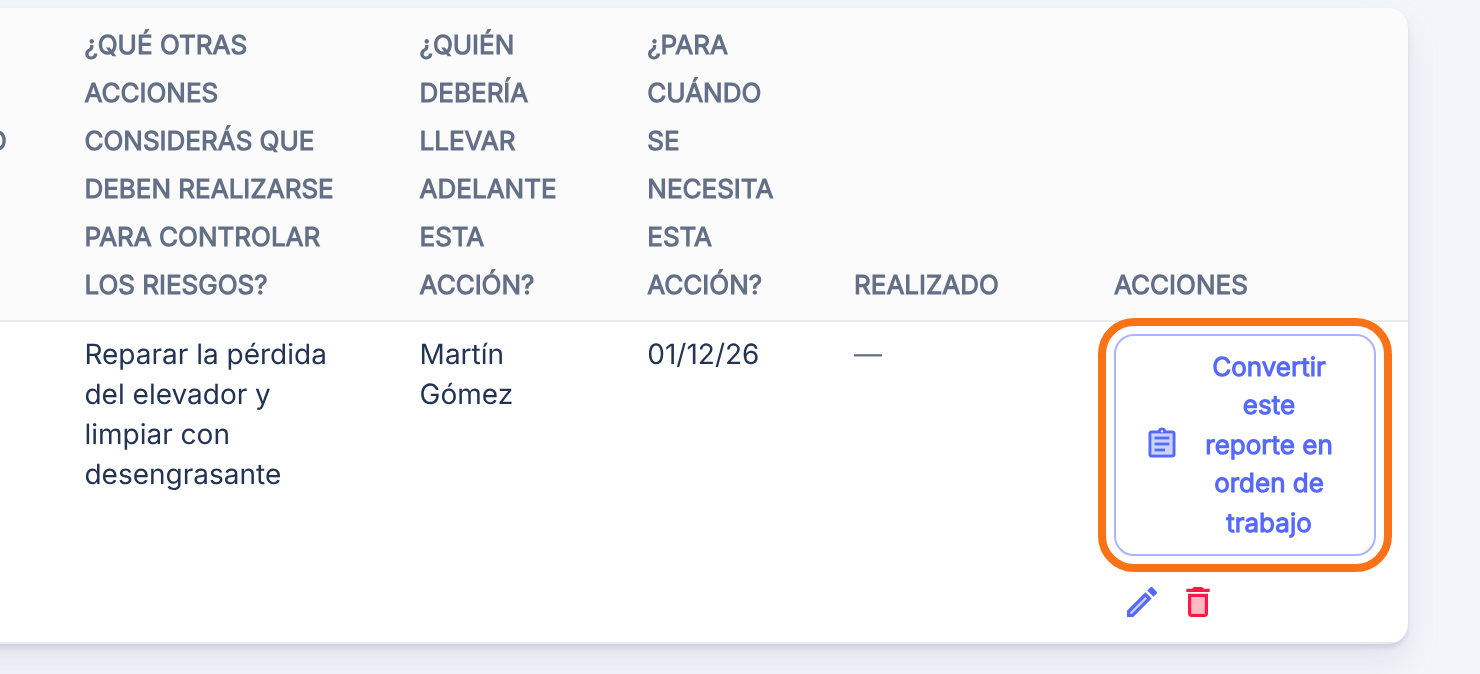 ¿QUÉ OTRAS
ACCIONES
CONSIDERÁS QUE
DEBEN REALIZARSE
PARA CONTROLAR
LOS RIESGOS?
¿QUIÉN
DEBERÍA
LLEVAR
ADELANTE
ESTA
ACCIÓN?
¿PARA
CUÁNDO
SE
NECESITA
ESTA
ACCIÓN?
REALIZADO
ACCIONES
Reparar la pérdida
del elevador y
limpiar con
desengrasante
Martín
Gómez
01/12/26
—
Convertir
este
reporte en
orden de
trabajo